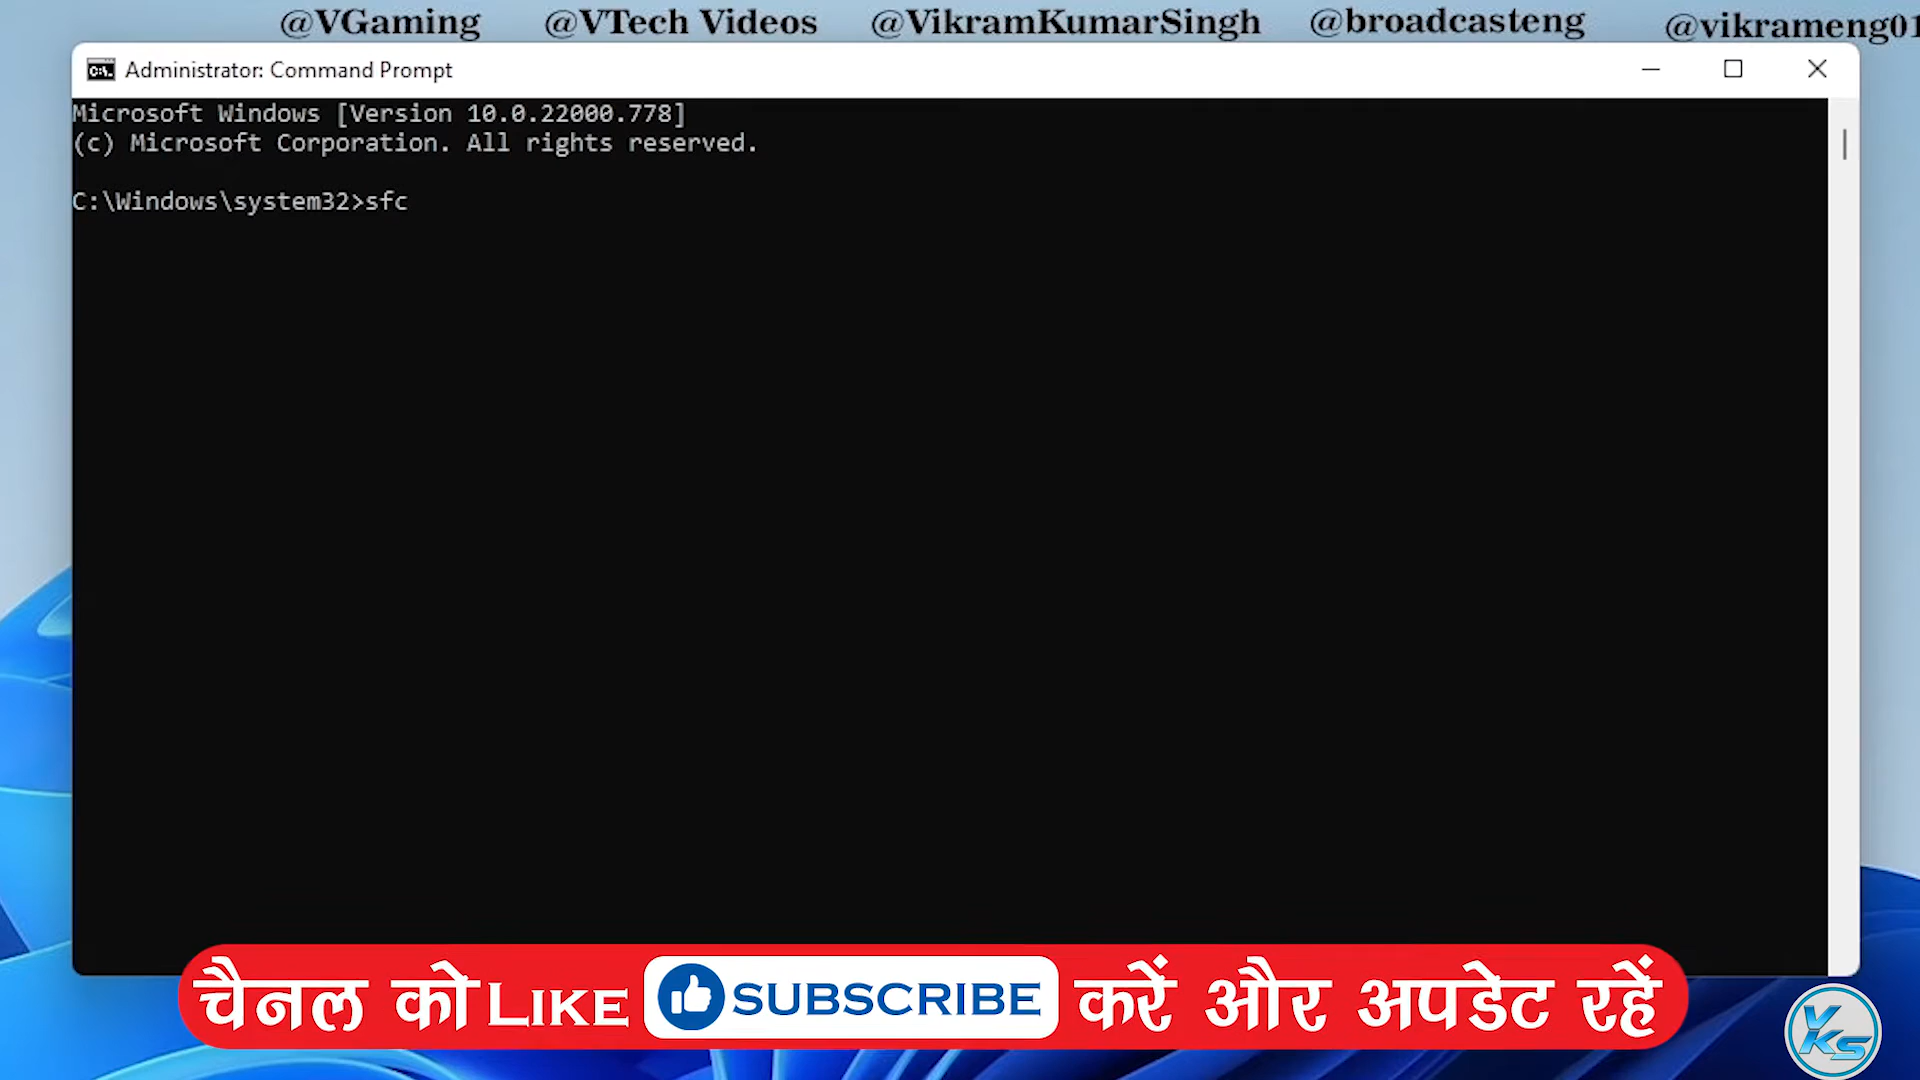 @VGaming @VTech Videos @VikramKumarSingh @broadcasteng @vikrameng01
Administrator: Command Prompt
Microsoft Windows [Version 10.0.22000.778]
(c) Microsoft Corporation. All rights reserved.
C:\Windows\system32>sfc
चैनल को LIKE SUBSCRIBE करें और अपडेट रहें
VKS